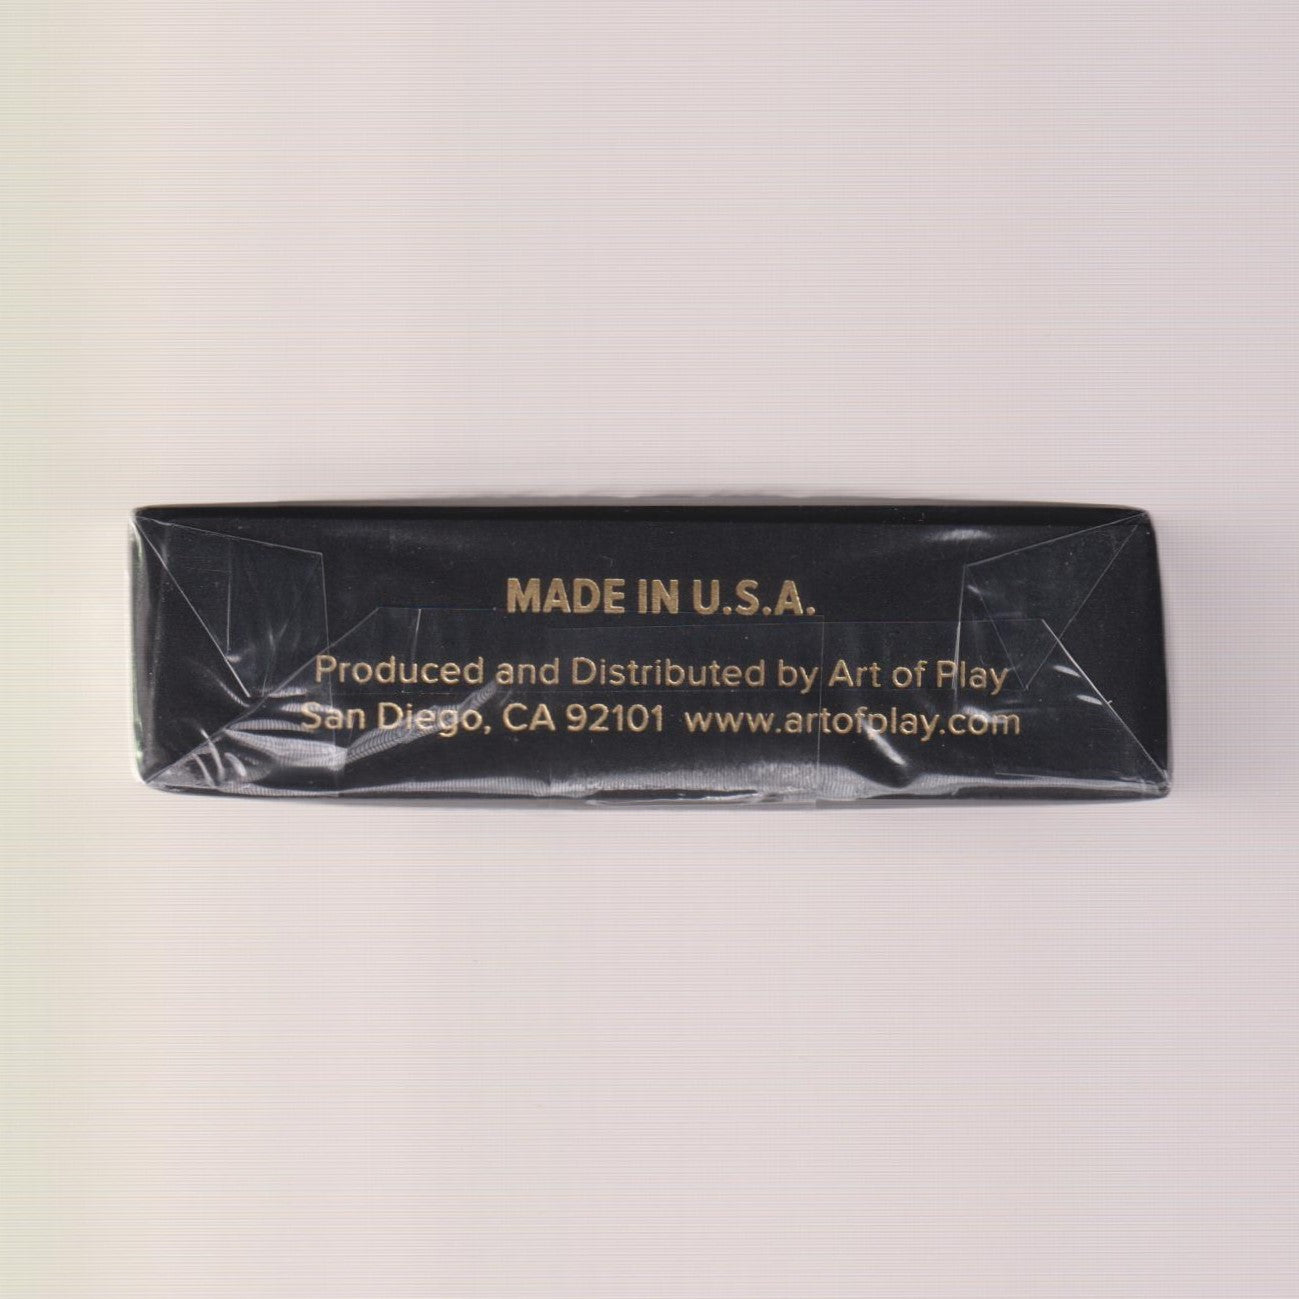 MADE IN U.S.A.
Produced and Distributed by Art of Play
San Diego, CA 92101 www.artofplay.com